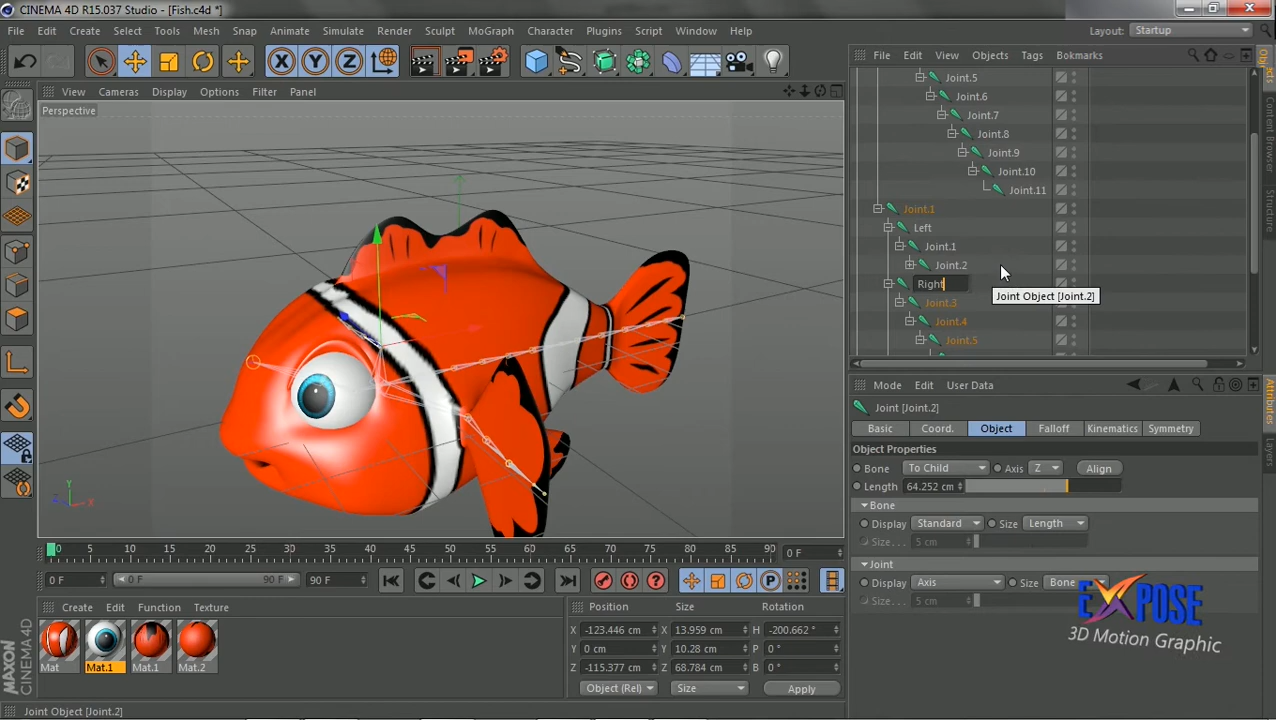 CINEMA 4D R15.037 Studio - [Fish.c4d *]
File Edit Create Select Tools Mesh Snap Animate Simulate Render Sculpt MoGraph Character Plugins Script Window Help
Layout: Startup
X Y Z
View Cameras Display Options Filter Panel
Perspective
Y
X
File Edit View Objects Tags Bokmarks
Joint.5
Joint.6
Joint.7
Joint.8
Joint.9
Joint.10
Joint.11
Joint.1
Left
Joint.1
Joint.2
Right
Joint Object [Joint.2]
Joint.3
Joint.4
Joint.5
Objects
Content Browser
Structure
Attributes
Layers
Mode Edit User Data
Joint [Joint.2]
Basic Coord. Object Falloff Kinematics Symmetry
Object Properties
Bone To Child Axis Z Align
Length 64.252 cm
Bone
Display Standard Size Length
Size . . . 5 cm
Joint
Display Axis Size Bone
Size . . . 5 cm
EXPOSE
3D Motion Graphic
0 5 10 15 20 25 30 35 40 45 50 55 60 65 70 75 80 85 90 0 F
0 F 0 F 90 F 90 F
P
Create Edit Function Texture
Mat Mat.1 Mat.1 Mat.2
Position Size Rotation
X -123.446 cm X 13.959 cm H -200.662 °
Y 0 cm Y 10.28 cm P 0 °
Z -115.377 cm Z 68.784 cm B 0 °
Object (Rel) Size Apply
MAXON
CINEMA 4D
Joint Object [Joint.2]